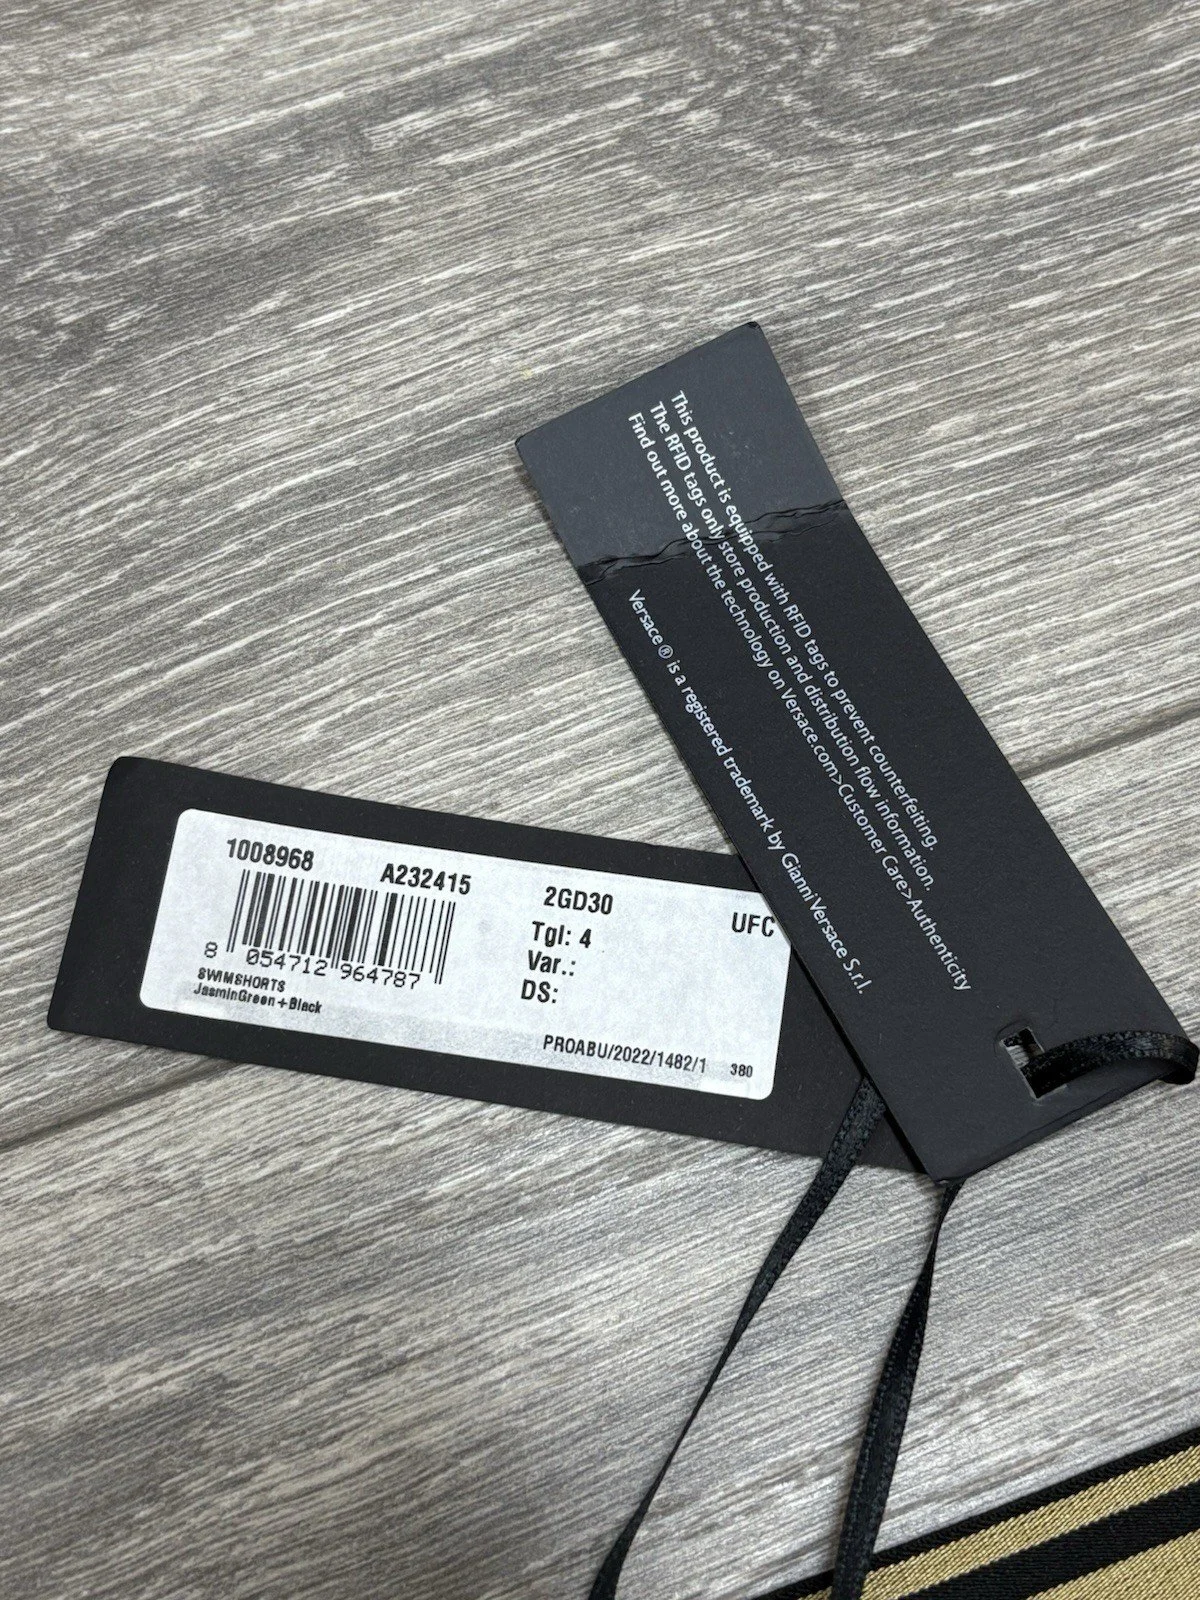 This product is equipped with RFID tags to prevent counterfeiting.
The RFID tags only store production and distribution flow information.
Find out more about the technology on Versace.com>Customer Care>Authenticity
Versace® is a registered trademark by Gianni Versace S.r.l.
1008968 A232415 2GD30 UFC
Tgl: 4
Var.:
DS:
8 054712 964787
SWIMSHORTS
JasminGreen+Black
PROABU/2022/1482/1 380